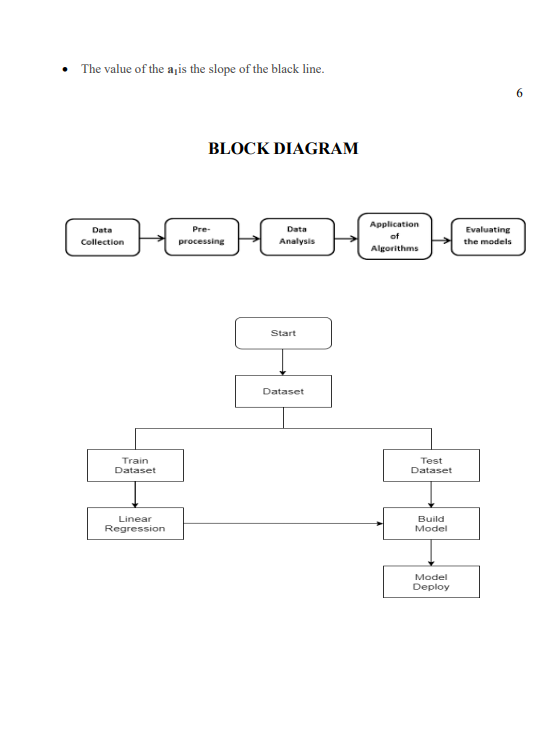 • The value of the a₁is the slope of the black line.
6
BLOCK DIAGRAM
Data
Collection
Pre-
processing
Data
Analysis
Application
of
Algorithms
Evaluating
the models
Start
Dataset
Train
Dataset
Test
Dataset
Linear
Regression
Build
Model
Model
Deploy